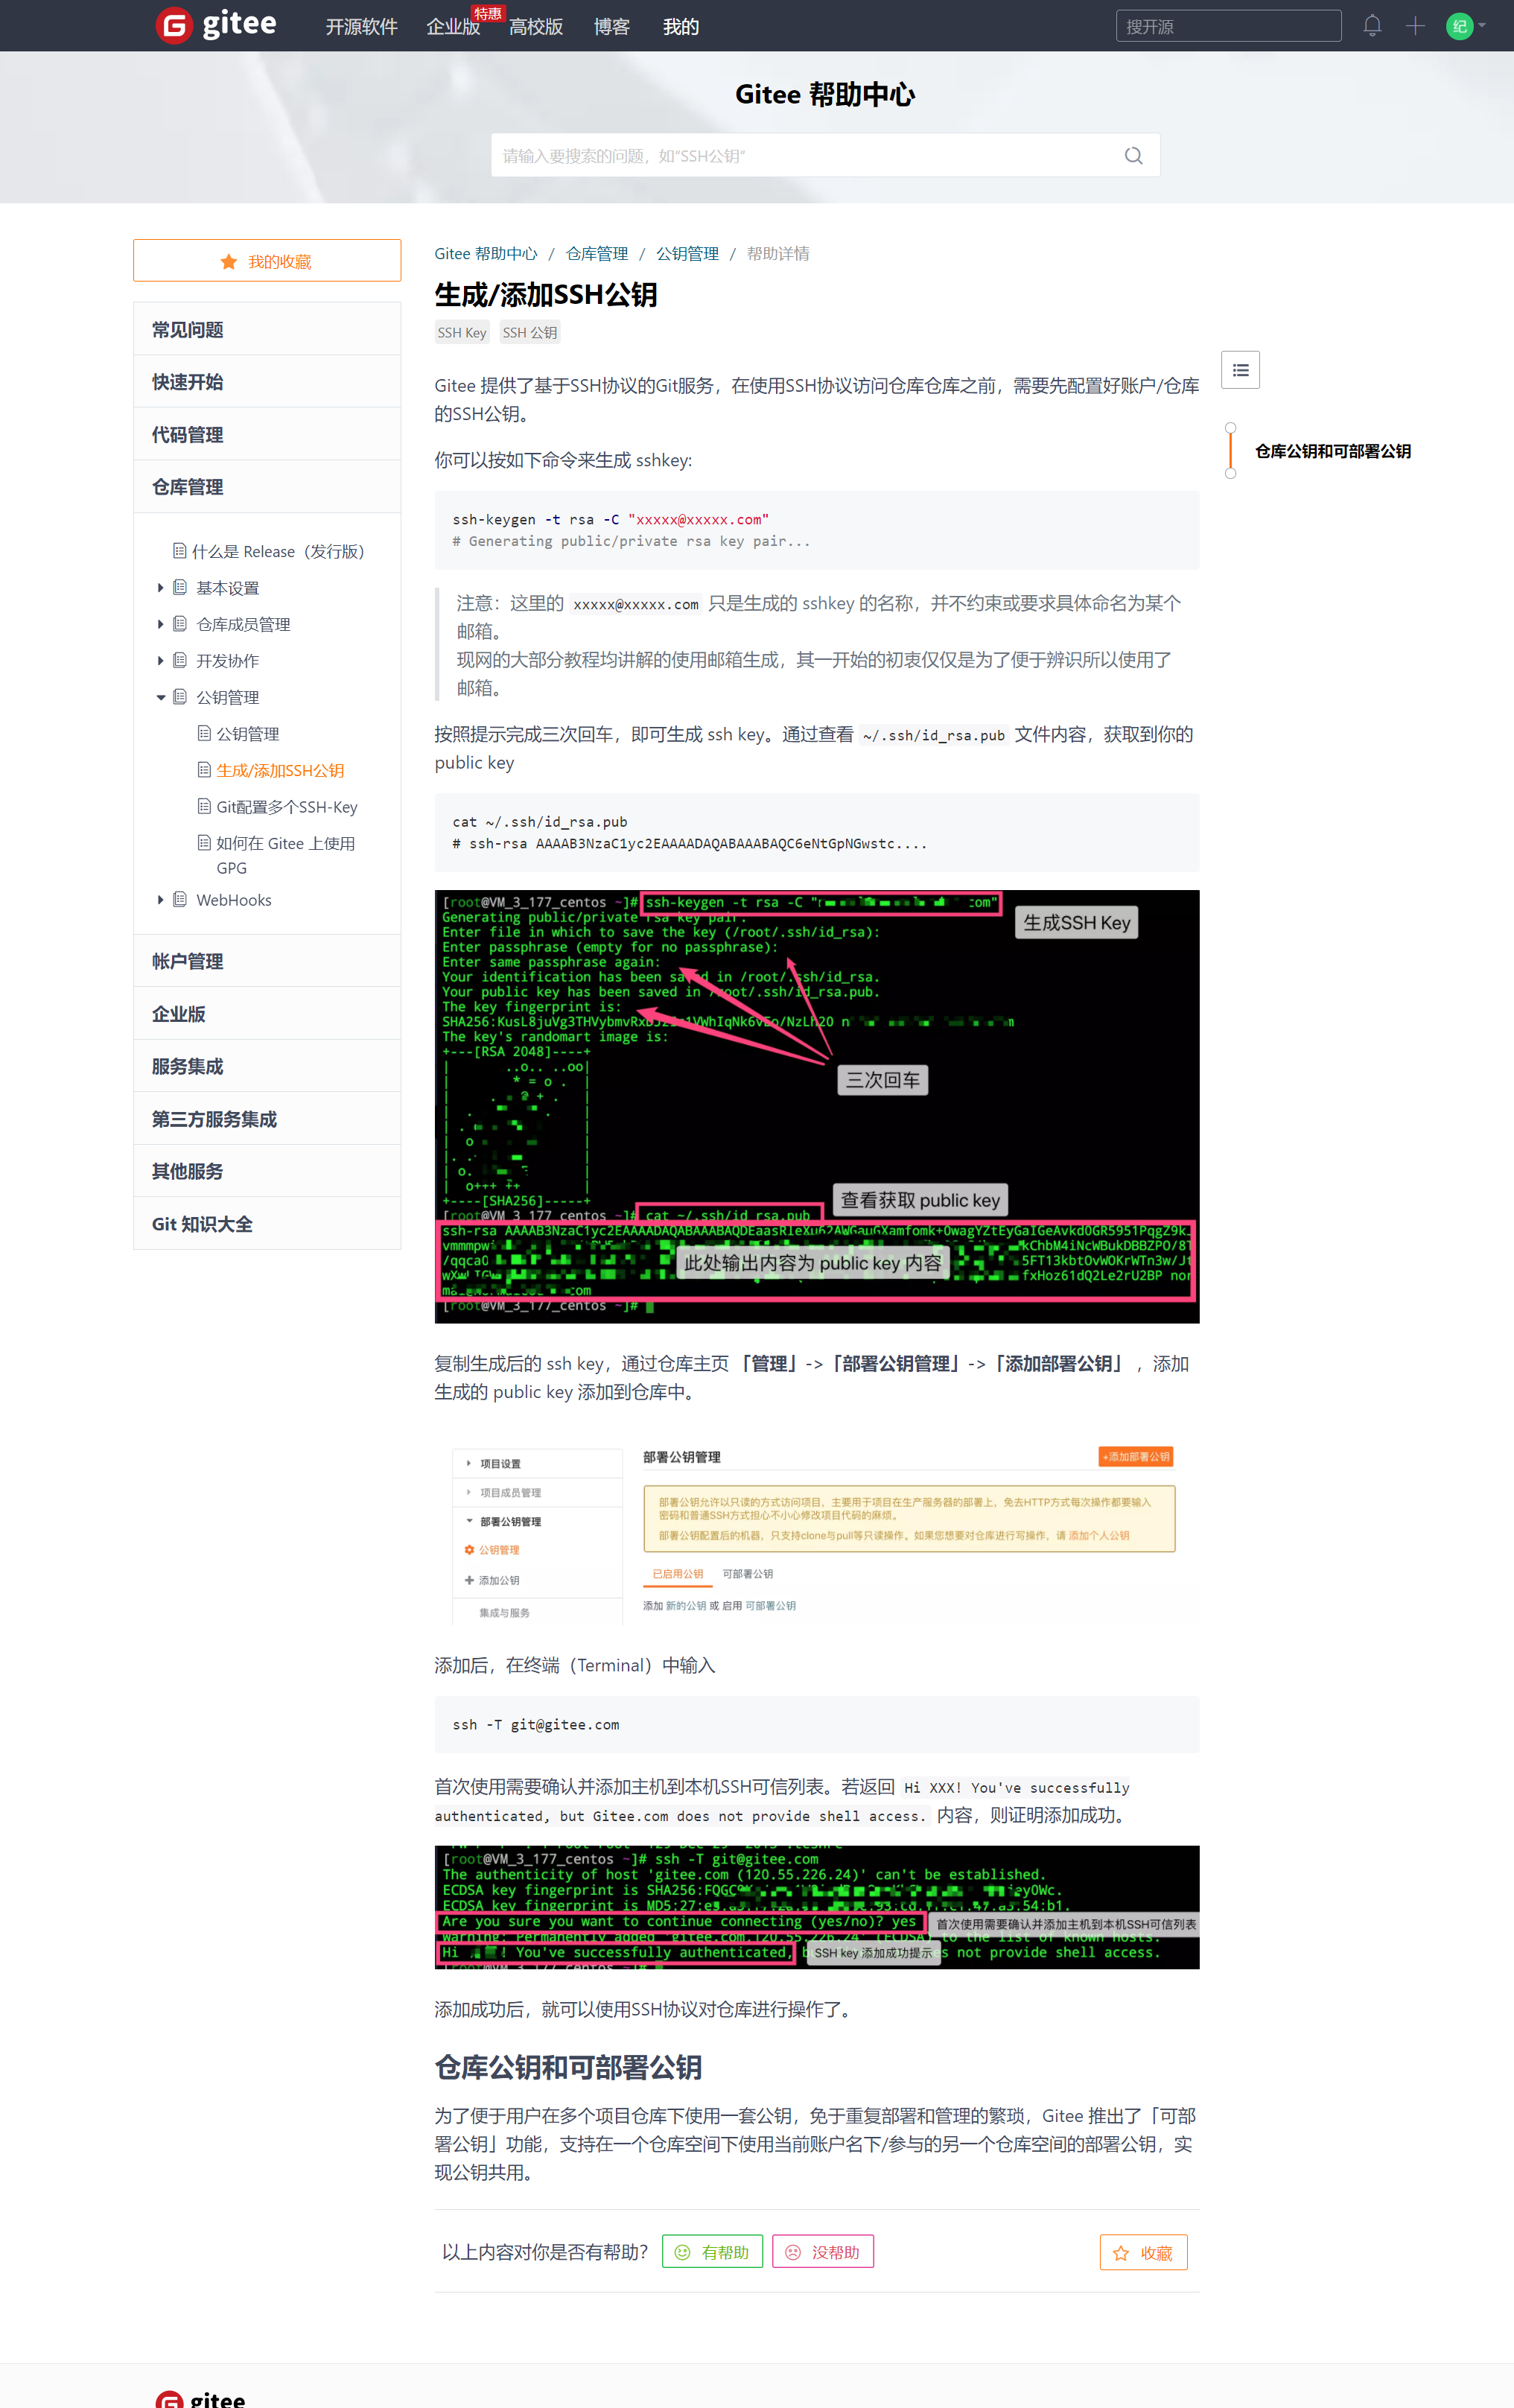 gitee
开源软件
企业版
特惠
高校版
博客
我的
搜开源
纪
Gitee 帮助中心
请输入要搜索的问题，如“SSH公钥”
我的收藏
常见问题
快速开始
代码管理
仓库管理
什么是 Release（发行版）
基本设置
仓库成员管理
开发协作
公钥管理
公钥管理
生成/添加SSH公钥
Git配置多个SSH-Key
如何在 Gitee 上使用
GPG
WebHooks
帐户管理
企业版
服务集成
第三方服务集成
其他服务
Git 知识大全
Gitee 帮助中心 / 仓库管理 / 公钥管理 / 帮助详情
生成/添加SSH公钥
SSH Key SSH 公钥
Gitee 提供了基于SSH协议的Git服务，在使用SSH协议访问仓库仓库之前，需要先配置好账户/仓库
的SSH公钥。
仓库公钥和可部署公钥
你可以按如下命令来生成 sshkey:
ssh-keygen -t rsa -C "xxxxx@xxxxx.com"
# Generating public/private rsa key pair...
注意：这里的 xxxxx@xxxxx.com 只是生成的 sshkey 的名称，并不约束或要求具体命名为某个
邮箱。
现网的大部分教程均讲解的使用邮箱生成，其一开始的初衷仅仅是为了便于辨识所以使用了
邮箱。
按照提示完成三次回车，即可生成 ssh key。通过查看 ~/.ssh/id_rsa.pub 文件内容，获取到你的
public key
cat ~/.ssh/id_rsa.pub
# ssh-rsa AAAAB3NzaC1yc2EAAAADAQABAAABAQC6eNtGpNGwstc....
[root@VM_3_177_centos ~]# ssh-keygen -t rsa -C "
com"
生成SSH Key
Generating public/private rsa key pair.
Enter file in which to save the key (/root/.ssh/id_rsa):
Enter passphrase (empty for no passphrase):
Enter same passphrase again:
Your identification has been saved in /root/.ssh/id_rsa.
Your public key has been saved in /root/.ssh/id_rsa.pub.
The key fingerprint is:
The key's randomart image is:
+---[RSA 2048]----+
三次回车
+----[SHA256]-----+
查看获取 public key
[root@VM_3_177_centos ~]# cat ~/.ssh/id_rsa.pub
此处输出内容为 public key 内容
[root@VM_3_177_centos ~]#
复制生成后的 ssh key，通过仓库主页 「管理」->「部署公钥管理」->「添加部署公钥」 ，添加
生成的 public key 添加到仓库中。
项目设置
项目成员管理
部署公钥管理
公钥管理
添加公钥
集成与服务
部署公钥管理
+添加部署公钥
部署公钥允许以只读的方式访问项目，主要用于项目在生产服务器的部署上，免去HTTP方式每次操作都要输入
密码和普通SSH方式担心不小心修改项目代码的麻烦。
部署公钥配置后的机器，只支持clone与pull等只读操作。如果您想要对仓库进行写操作，请 添加个人公钥
已启用公钥 可部署公钥
添加 新的公钥 或 启用 可部署公钥
添加后，在终端（Terminal）中输入
ssh -T git@gitee.com
首次使用需要确认并添加主机到本机SSH可信列表。若返回 Hi XXX! You've successfully
authenticated, but Gitee.com does not provide shell access. 内容，则证明添加成功。
[root@VM_3_177_centos ~]# ssh -T git@gitee.com
The authenticity of host 'gitee.com (120.55.226.24)' can't be established.
ECDSA key fingerprint is SHA256:
ECDSA key fingerprint is MD5:27:
Are you sure you want to continue connecting (yes/no)? yes
首次使用需要确认并添加主机到本机SSH可信列表
Warning: Permanently added 'gitee.com,120.55.226.24' (ECDSA) to the list of known hosts.
Hi ! You've successfully authenticated,
SSH key 添加成功提示
not provide shell access.
添加成功后，就可以使用SSH协议对仓库进行操作了。
仓库公钥和可部署公钥
为了便于用户在多个项目仓库下使用一套公钥，免于重复部署和管理的繁琐，Gitee 推出了「可部
署公钥」功能，支持在一个仓库空间下使用当前账户名下/参与的另一个仓库空间的部署公钥，实
现公钥共用。
以上内容对你是否有帮助？ 有帮助 没帮助 收藏
gitee